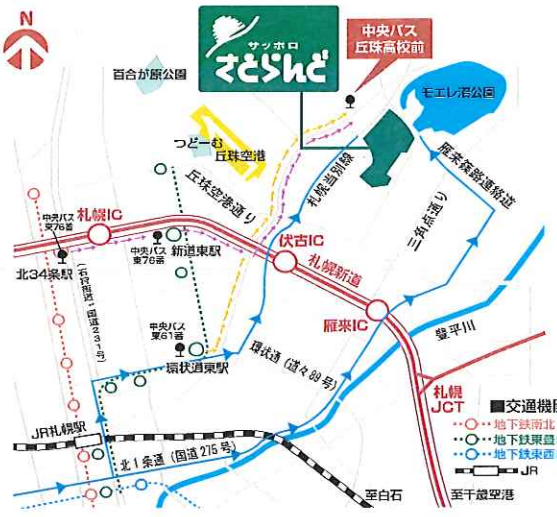 N
サッポロ
さとらんど
中央バス
丘珠高校前
百合が原公園
モエレ沼公園
つどーむ
丘珠空港
丘珠空港通り
札幌当別線
雁来篠路連絡道
三角点通り
中央バス
東76番
札幌IC
中央バス
東76番
新道東駅
北34条駅
伏古IC
札幌新道
雁来IC
(石狩街道・国道231号)
中央バス
東61番
環状通東駅
環状通(道々89号)
豊平川
札幌
JCT
JR札幌駅
北1条通(国道275号)
至白石
至千歳空港
交通機関
地下鉄南北
地下鉄東豊
地下鉄東西
JR